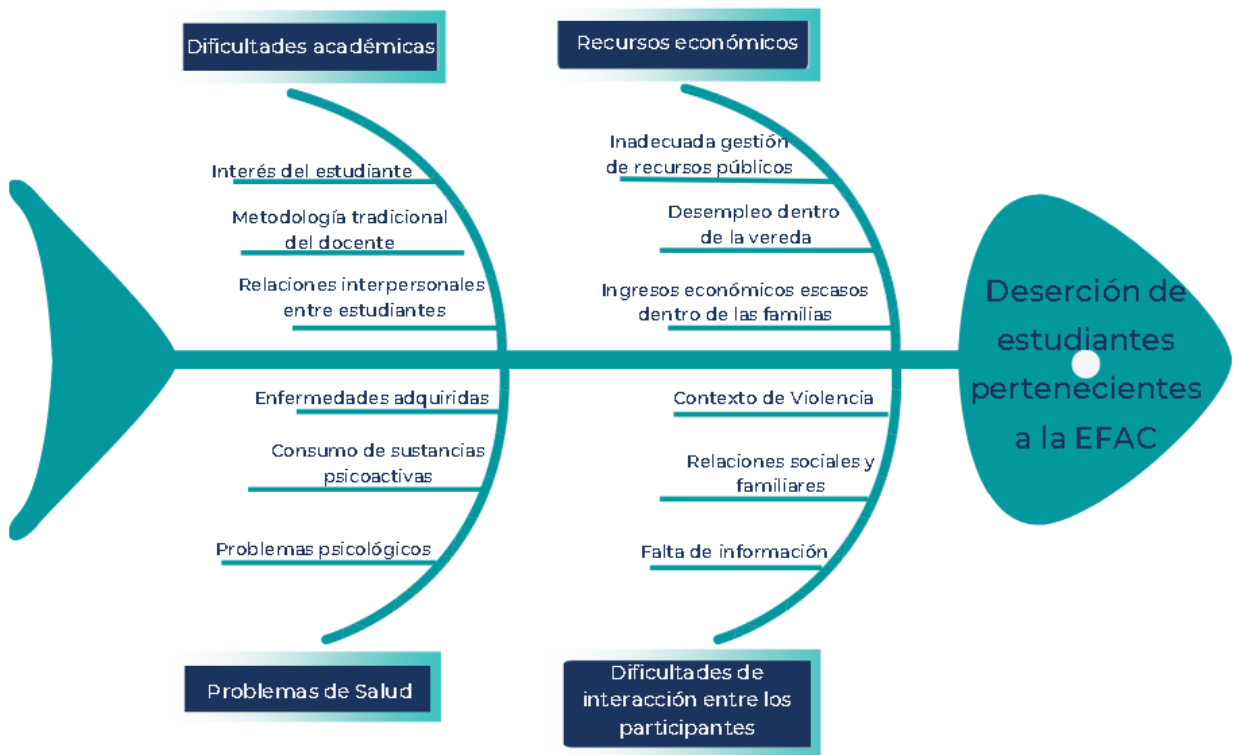 Dificultades académicas
Recursos económicos
Interés del estudiante
Metodología tradicional
del docente
Relaciones interpersonales
entre estudiantes
Inadecuada gestión
de recursos públicos
Desempleo dentro
de la vereda
Ingresos económicos escasos
dentro de las familias
Enfermedades adquiridas
Consumo de sustancias
psicoactivas
Problemas psicológicos
Contexto de Violencia
Relaciones sociales y
familiares
Falta de información
Deserción de
estudiantes
pertenecientes
a la EFAC
Problemas de Salud
Dificultades de
interacción entre los
participantes